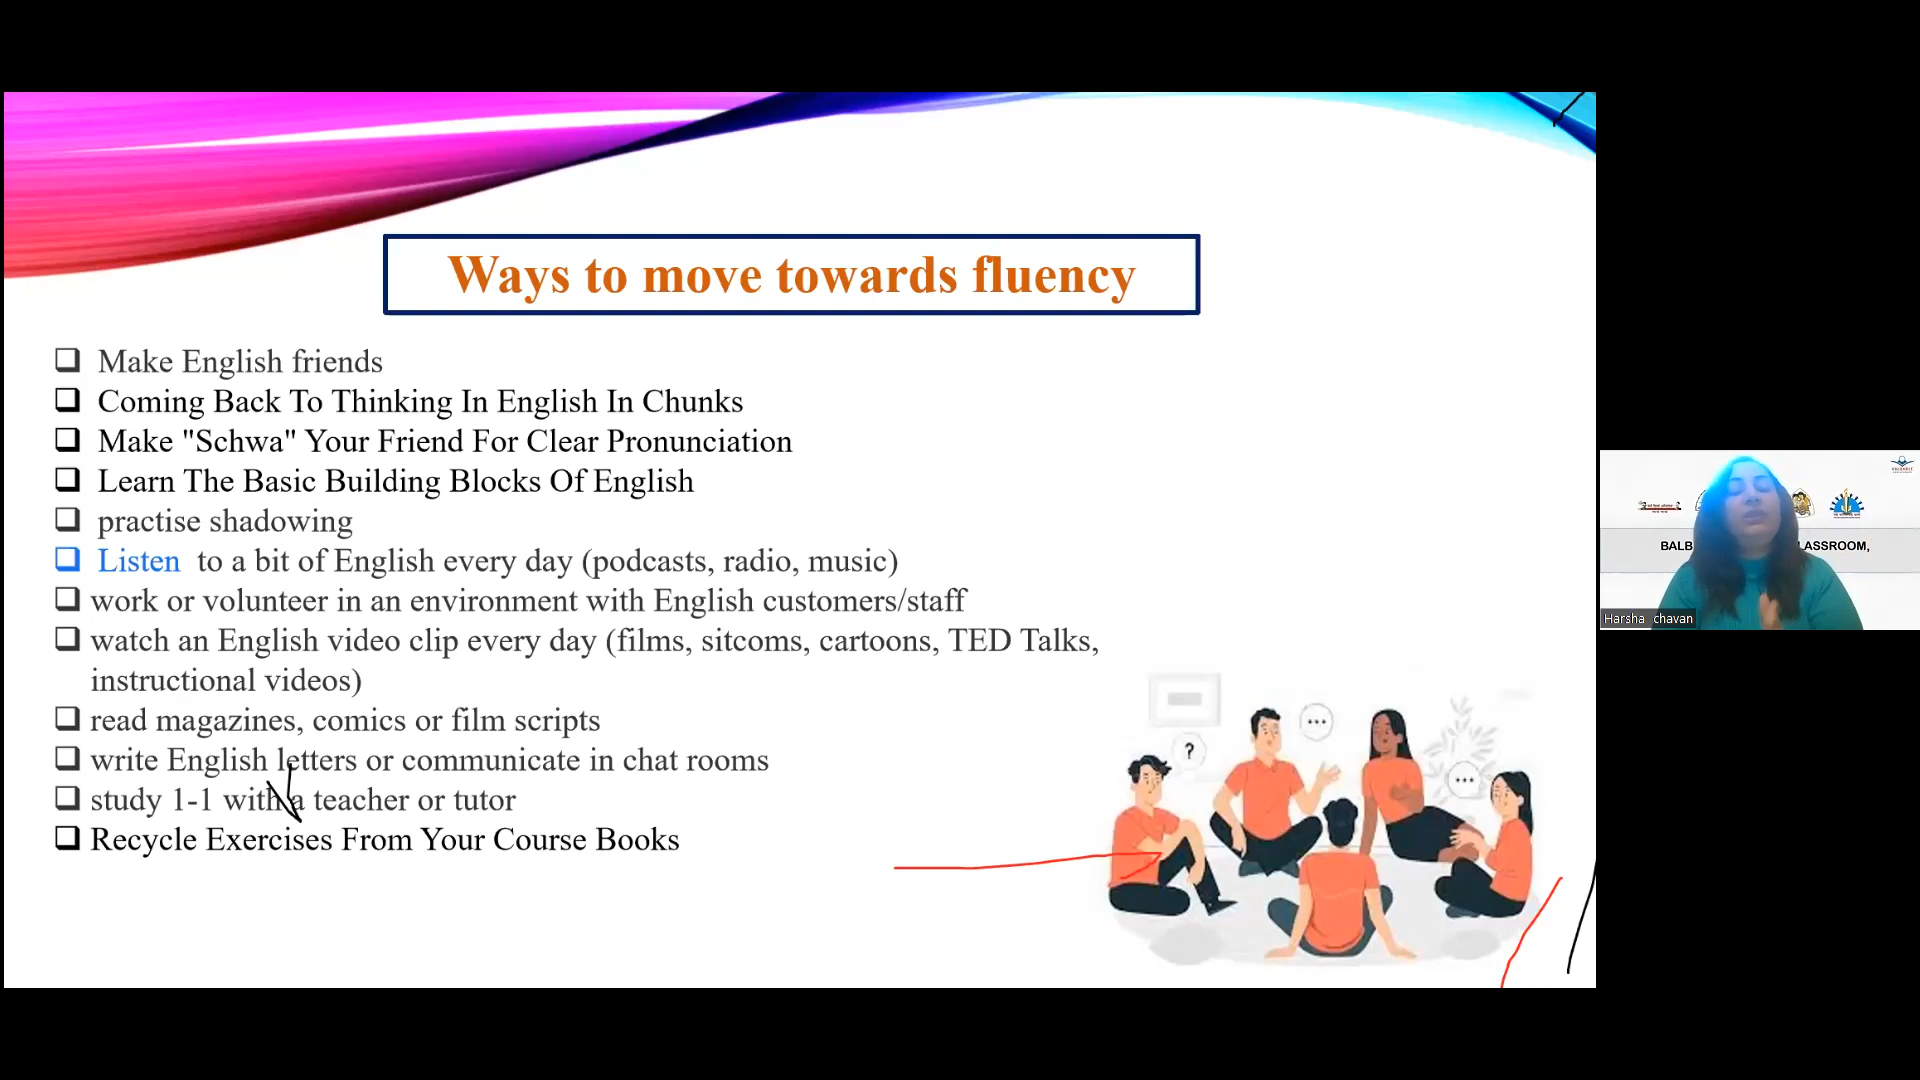 Ways to move towards fluency
Make English friends
Coming Back To Thinking In English In Chunks
Make "Schwa" Your Friend For Clear Pronunciation
Learn The Basic Building Blocks Of English
practise shadowing
Listen to a bit of English every day (podcasts, radio, music)
work or volunteer in an environment with English customers/staff
watch an English video clip every day (films, sitcoms, cartoons, TED Talks,
instructional videos)
read magazines, comics or film scripts
write English letters or communicate in chat rooms
study 1-1 with a teacher or tutor
Recycle Exercises From Your Course Books
?
...
...
BALB LASSROOM,
Harsha chavan